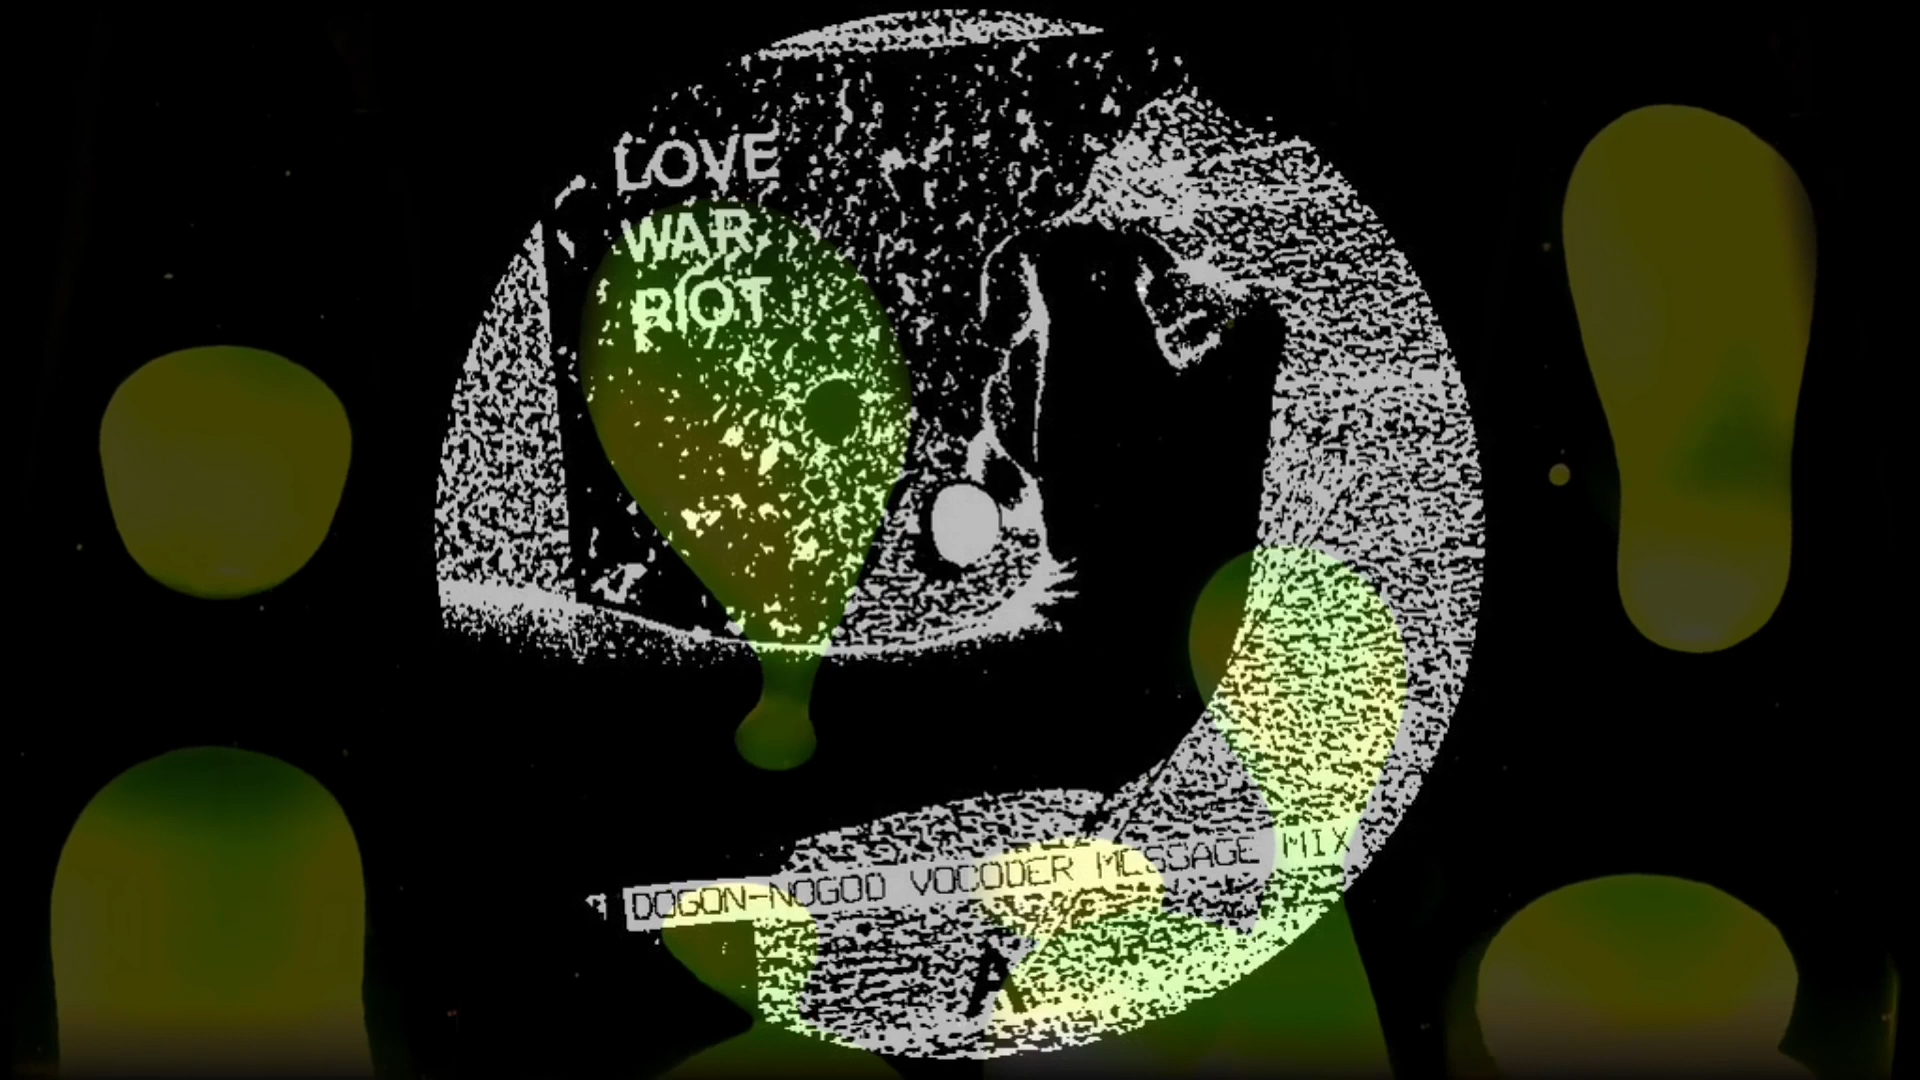 LOVE
WAR
RIOT
DOGON-NOGOD VOCODER MESSAGE MIX
A